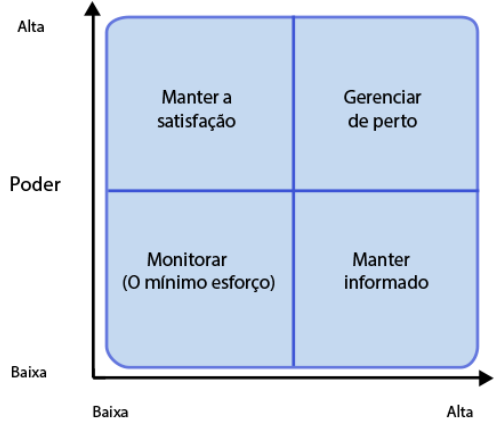 Alta
Manter a
satisfação
Gerenciar
de perto
Poder
Monitorar
(O mínimo esforço)
Manter
informado
Baixa
Baixa
Alta